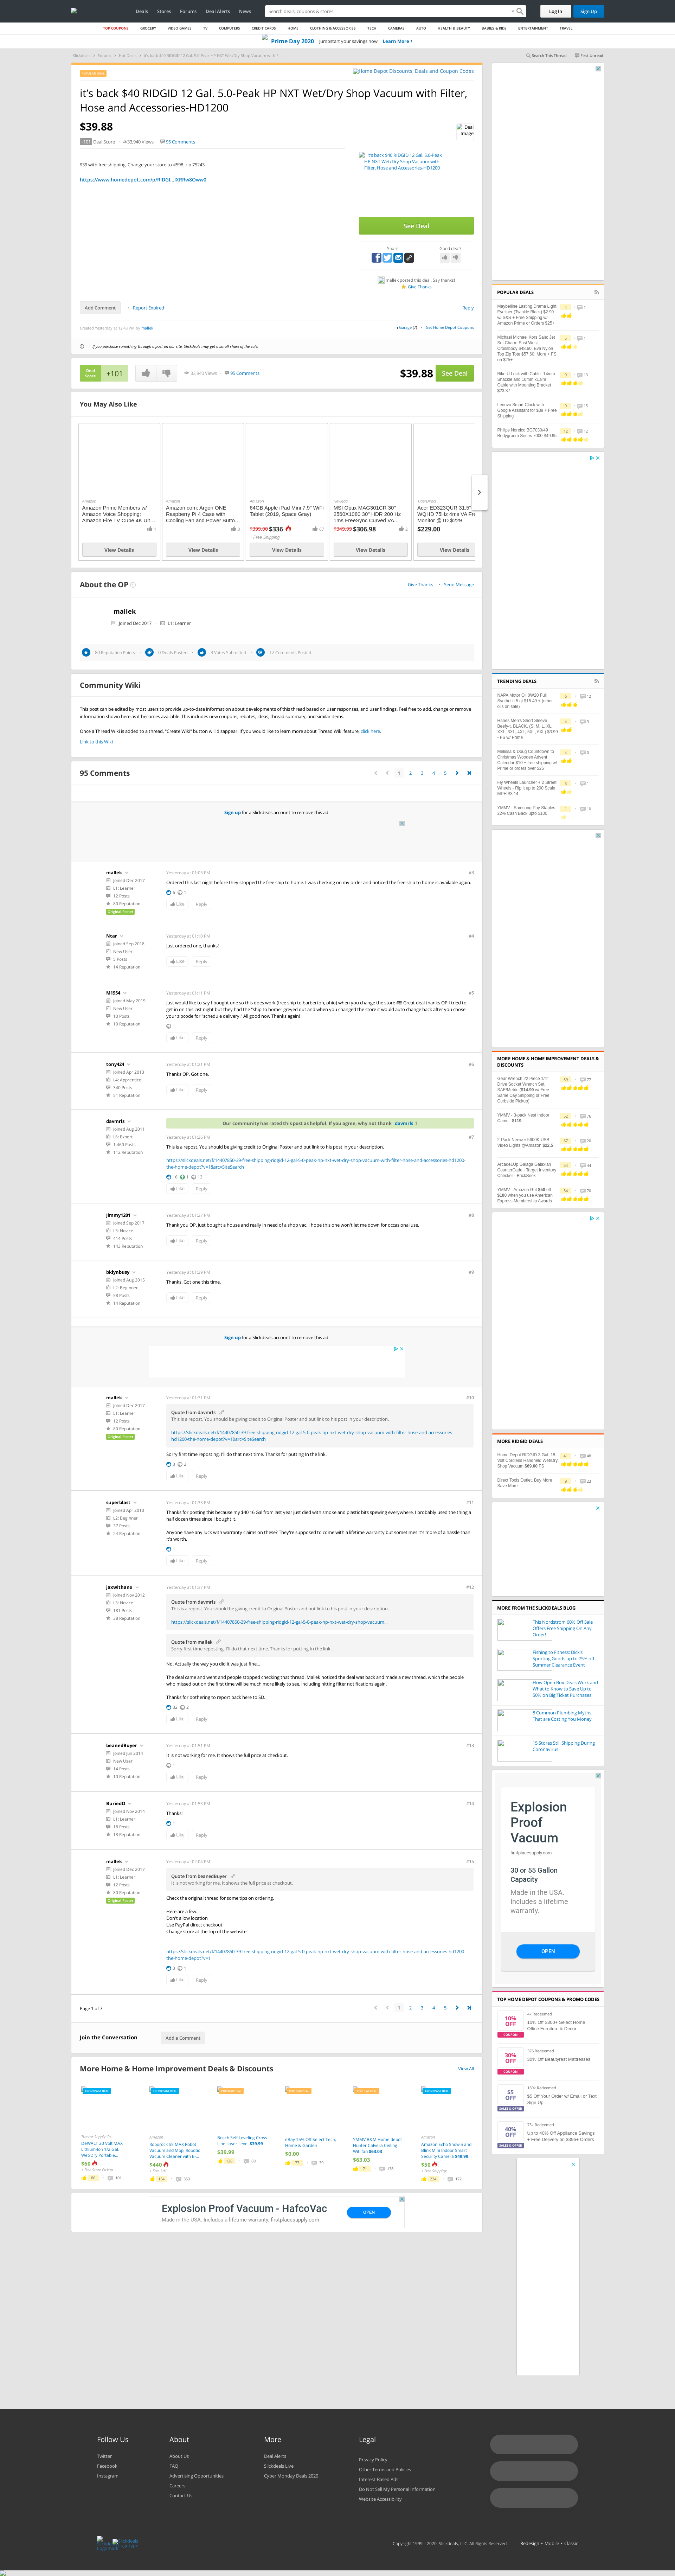 Deals Stores Forums Deal Alerts News
Search deals, coupons & stores
Log In Sign Up
TOP COUPONS GROCERY VIDEO GAMES TV COMPUTERS CREDIT CARDS HOME CLOTHING & ACCESSORIES TECH CAMERAS AUTO HEALTH & BEAUTY BABIES & KIDS ENTERTAINMENT TRAVEL
Prime Day 2020 Jumpstart your savings now Learn More ›
Search This Thread First Unread
Home Depot Discounts, Deals and Coupon Codes
it's back $40 RIDGID 12 Gal. 5.0-Peak HP NXT Wet/Dry Shop Vacuum with Filter, Hose and Accessories-HD1200
$39.88
Deal image
+101 Deal Score 33,940 Views 95 Comments
it's back $40 RIDGID 12 Gal. 5.0-Peak HP NXT Wet/Dry Shop Vacuum with Filter, Hose and Accessories-HD1200
$39 with free shipping. Change your store to #598, zip 75243
https://www.homedepot.com/p/RIDGI...iXRRw8Oww0
See Deal
Share Good deal?
mallek posted this deal. Say thanks!
Give Thanks
Add Comment Report Expired Reply
Created Yesterday at 12:50 PM by mallek
in Garage (7) Get Home Depot Coupons
If you purchase something through a post on our site, Slickdeals may get a small share of the sale.
Deal Score +101 33,940 Views 95 Comments $39.88 See Deal
You May Also Like
Amazon
Amazon Prime Members w/ Amazon Voice Shopping: Amazon Fire TV Cube 4K Ult...
View Details
Amazon
Amazon.com: Argon ONE Raspberry Pi 4 Case with Cooling Fan and Power Butto...
View Details
Amazon
64GB Apple iPad Mini 7.9" WiFi Tablet (2019, Space Gray)
$399.00 $336
+ Free Shipping
View Details
Newegg
MSI Optix MAG301CR 30" 2560X1080 30" HDR 200 Hz 1ms FreeSync Curved VA...
$349.99 $306.98
View Details
Acer ED323QUR 31.5" WQHD 75Hz 4ms VA Fre Monitor @TD $229
$229.00
View Details
About the OP
Give Thanks Send Message
mallek
Joined Dec 2017 L1: Learner
89 Reputation Points 0 Deals Posted 3 Votes Submitted 12 Comments Posted
Community Wiki
This post can be edited by most users to provide up-to-date information about developments of this thread based on user responses, and user findings. Feel free to add, change or remove information shown here as it becomes available. This includes new coupons, rebates, ideas, thread summary, and similar items.
Once a Thread Wiki is added to a thread, "Create Wiki" button will disappear. If you would like to learn more about Thread Wiki feature, click here.
Link to this Wiki
95 Comments
1 2 3 4 5
Sign up for a Slickdeals account to remove this ad.
mallek
Joined Dec 2017
L1: Learner
12 Posts
80 Reputation
Original Poster
Yesterday at 01:03 PM #3
Ordered this last night before they stopped the free ship to home. I was checking on my order and noticed the free ship to home is available again.
6 1
Like Reply
Ntar
Joined Sep 2018
New User
5 Posts
14 Reputation
Yesterday at 01:10 PM #4
Just ordered one, thanks!
Like Reply
M1954
Joined May 2019
New User
10 Posts
19 Reputation
Yesterday at 01:11 PM #5
Just would like to say I bought one so this does work (free ship to barberton, ohio) when you change the store #!!! Great deal thanks OP I tried to get in on this last night but they had the "ship to home" greyed out when you changed the store # it would auto change back after you chose your zipcode for "schedule delivery." All good now Thanks again!
1
Like Reply
tony424
Joined Apr 2013
L4: Apprentice
340 Posts
51 Reputation
Yesterday at 01:21 PM #6
Thanks OP. Got one.
Like Reply
davmrls
Joined Aug 2011
L6: Expert
1,460 Posts
112 Reputation
Our community has rated this post as helpful. If you agree, why not thank davmrls ?
Yesterday at 01:26 PM #7
This is a repost. You should be giving credit to Original Poster and put link to his post in your description.
https://slickdeals.net/f/14407850-39-free-shipping-ridgid-12-gal-5-0-peak-hp-nxt-wet-dry-shop-vacuum-with-filter-hose-and-accessories-hd1200-the-home-depot?v=1&src=SiteSearch
16 1 13
Like Reply
Jimmy1201
Joined Sep 2017
L3: Novice
414 Posts
143 Reputation
Yesterday at 01:27 PM #8
Thank you OP. Just bought a house and really in need of a shop vac. I hope this one won't let me down for occasional use.
Like Reply
bklynbusy
Joined Aug 2015
L2: Beginner
58 Posts
14 Reputation
Yesterday at 01:29 PM #9
Thanks. Got one this time.
Like Reply
Sign up for a Slickdeals account to remove this ad.
mallek
Joined Dec 2017
L1: Learner
12 Posts
80 Reputation
Original Poster
Yesterday at 01:31 PM #10
Quote from davmrls
This is a repost. You should be giving credit to Original Poster and put link to his post in your description.
https://slickdeals.net/f/14407850-39-free-shipping-ridgid-12-gal-5-0-peak-hp-nxt-wet-dry-shop-vacuum-with-filter-hose-and-accessories-hd1200-the-home-depot?v=1&src=SiteSearch
Sorry first time reposting. I'll do that next time. Thanks for putting the link.
3 2
Like Reply
superblast
Joined Apr 2010
L2: Beginner
37 Posts
24 Reputation
Yesterday at 01:33 PM #11
Thanks for posting this because my $40 16 Gal from last year just died with smoke and plastic bits spewing everywhere. I probably used the thing a half dozen times since I bought it.
Anyone have any luck with warranty claims on these? They're supposed to come with a lifetime warranty but sometimes it's more of a hassle than it's worth.
1
Like Reply
jaxwithana
Joined Nov 2012
L3: Novice
181 Posts
38 Reputation
Yesterday at 01:37 PM #12
Quote from davmrls
This is a repost. You should be giving credit to Original Poster and put link to his post in your description.
https://slickdeals.net/f/14407850-39-free-shipping-ridgid-12-gal-5-0-peak-hp-nxt-wet-dry-shop-vacuum...
Quote from mallek
Sorry first time reposting. I'll do that next time. Thanks for putting in the link.
No. Actually the way you did it was just fine...
The deal came and went and people stopped checking that thread. Mallek noticed the deal was back and made a new thread, which the people who missed out on the first time will be much more likely to see, including hitting filter notifications.
Thanks for bothering to report back here to SD.
32 2
Like Reply
beanedBuyer
Joined Jun 2014
New User
14 Posts
10 Reputation
Yesterday at 01:51 PM #13
It is not working for me. It shows the full price at checkout.
1
Like Reply
BuriedO
Joined Nov 2014
L1: Learner
18 Posts
13 Reputation
Yesterday at 01:53 PM #14
Thanks!
1
Like Reply
mallek
Joined Dec 2017
L1: Learner
12 Posts
80 Reputation
Original Poster
Yesterday at 02:04 PM #15
Quote from beanedBuyer
It is not working for me. It shows the full price at checkout.
Check the original thread for some tips on ordering.
Here are a few.
Don't allow location
Use PayPal direct checkout
Change store at the top of the website
https://slickdeals.net/f/14407850-39-free-shipping-ridgid-12-gal-5-0-peak-hp-nxt-wet-dry-shop-vacuum-with-filter-hose-and-accessories-hd1200-the-home-depot?v=1
3 1
Like Reply
Page 1 of 7
1 2 3 4 5
Join the Conversation Add a Comment
More Home & Home Improvement Deals & Discounts View All
DeWALT 20 Volt MAX Lithium-Ion 1/2 Gal. Wet/Dry Portable...
$60
Roborock S5 MAX Robot Vacuum and Mop, Robotic Vacuum Cleaner with E...
$440
Bosch Self Leveling Cross Line Laser Level $39.99
$39.99
eBay 15% Off Select Tech, Home & Garden
$0.00
YMMV B&M Home depot Hunter Cabrera Ceiling WiFi fan $63.03
$63.03
Amazon Echo Show 5 and Blink Mini Indoor Smart Security Camera $49.99...
$50
Explosion Proof Vacuum - HafcoVac
Made in the USA. Includes a lifetime warranty. firstplacesupply.com
OPEN
POPULAR DEALS
Maybelline Lasting Drama Light Eyeliner (Twinkle Black) $2.90 w/ S&S + Free Shipping w/ Amazon Prime or Orders $25+
Michael Michael Kors Sale: Jet Set Charm East West Crossbody $49.60, Eva Nylon Top Zip Tote $57.60, More + FS on $25+
Bike U Lock with Cable -14mm Shackle and 10mm x1.8m Cable with Mounting Bracket $23.37
Lenovo Smart Clock with Google Assistant for $39 + Free Shipping
Philips Norelco BG7030/49 Bodygroom Series 7000 $49.95
TRENDING DEALS
NAPA Motor Oil 09/20 Full Synthetic 5 qt $15.49 + (other oils on sale)
Hanes Men's Short Sleeve Beefy-t, BLACK, (S, M, L, XL, XXL, 3XL, 4XL, 5XL, 6XL) $3.99 - FS w/ Prime
Melissa & Doug Countdown to Christmas Wooden Advent Calendar $10 + free shipping w/ Prime or orders over $25
Fly Wheels Launcher + 2 Street Wheels - Rip it up to 200 Scale MPH $3.14
YMMV - Samsung Pay Staples 12% Cash Back upto $100
MORE HOME & HOME IMPROVEMENT DEALS & DISCOUNTS
Gear Wrench 22 Piece 1/4" Drive Socket Wrench Set, SAE/Metric ($14.99 w/ Free Same Day Shipping or Free Curbside Pickup)
YMMV - 3-pack Nest Indoor Cams - $119
2-Pack Neewer 5600K USB Video Lights @Amazon $22.5
Arcade1Up Galaga Galaxian CounterCade - Target Inventory Checker - BrickSeek
YMMV - Amazon Get $50 off $100 when you use American Express Membership Awards
MORE RIDGID DEALS
Home Depot RIDGID 3 Gal. 18-Volt Cordless Handheld Wet/Dry Shop Vacuum $69.00 FS
Direct Tools Outlet, Buy More Save More
MORE FROM THE SLICKDEALS BLOG
This Nordstrom 60% Off Sale Offers Free Shipping On Any Order!
Fishing to Fitness: Dick's Sporting Goods up to 75% off Summer Clearance Event
How Open Box Deals Work and What to Know to Save Up to 50% on Big Ticket Purchases
8 Common Plumbing Myths That are Costing You Money
75 Stores Still Shipping During Coronavirus
Explosion Proof Vacuum
firstplacesupply.com
30 or 55 Gallon Capacity
Made in the USA. Includes a lifetime warranty.
OPEN
TOP HOME DEPOT COUPONS & PROMO CODES
10% OFF COUPON
10% Off $300+ Select Home Office Furniture & Decor
30% OFF COUPON
30% Off Beautyrest Mattresses
$5 OFF
$5 Off Your Order w/ Email or Text Sign Up
40% OFF
Up to 40% Off Appliance Savings + Free Delivery on $396+ Orders
Follow Us
Twitter
Facebook
Instagram
About
About Us
FAQ
Advertising Opportunities
Careers
Contact Us
More
Deal Alerts
Slickdeals Live
Cyber Monday Deals 2020
Legal
Privacy Policy
Other Terms and Policies
Interest-Based Ads
Do Not Sell My Personal Information
Website Accessibility
Copyright 1999 - 2020. Slickdeals, LLC. All Rights Reserved. Redesign • Mobile • Classic